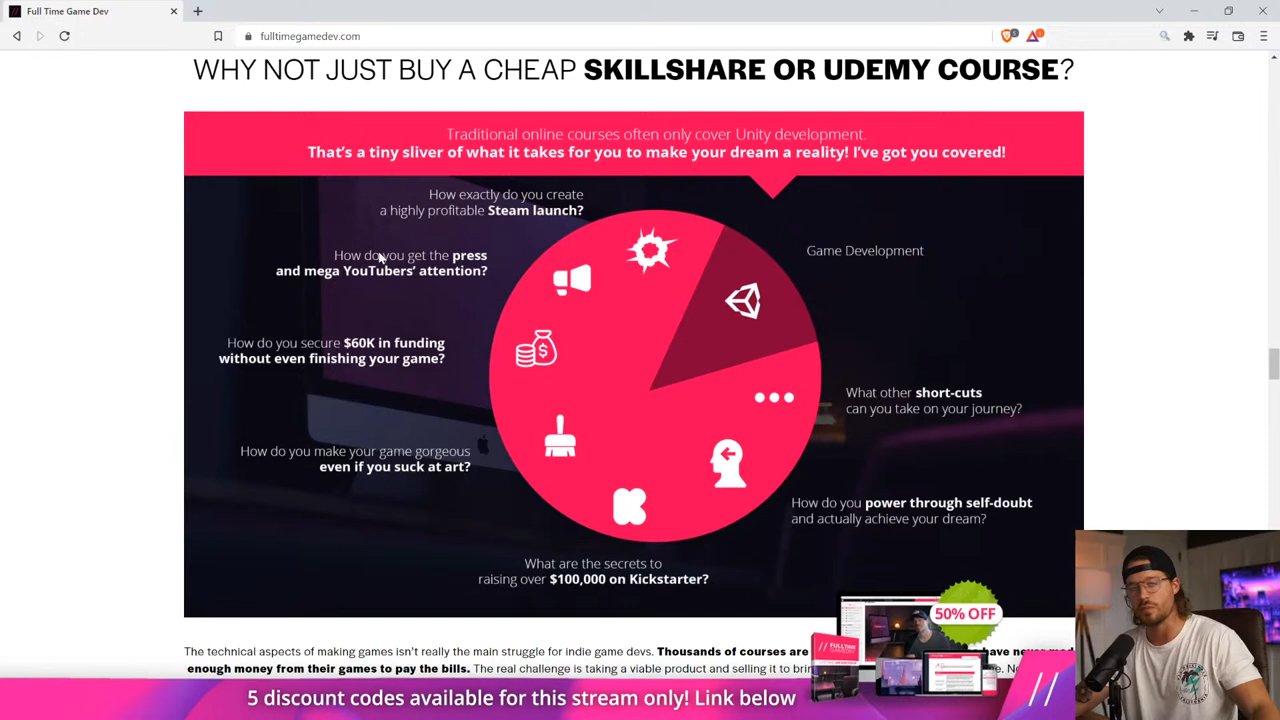 Full Time Game Dev
fulltimegamedev.com
WHY NOT JUST BUY A CHEAP SKILLSHARE OR UDEMY COURSE?
Traditional online courses often only cover Unity development.
That's a tiny sliver of what it takes for you to make your dream a reality! I've got you covered!
How exactly do you create
a highly profitable Steam launch?
How do you get the press
and mega YouTubers' attention?
Game Development
How do you secure $60K in funding
without even finishing your game?
What other short-cuts
can you take on your journey?
How do you make your game gorgeous
even if you suck at art?
How do you power through self-doubt
and actually achieve your dream?
What are the secrets to
raising over $100,000 on Kickstarter?
50% OFF
FULLTIME
GAMEDEV
The technical aspects of making games isn't really the main struggle for indie game devs. Thousands of courses are
from their games to pay the bills. The real challenge is taking a viable product and selling it to
5 discount codes available for this stream only! Link below